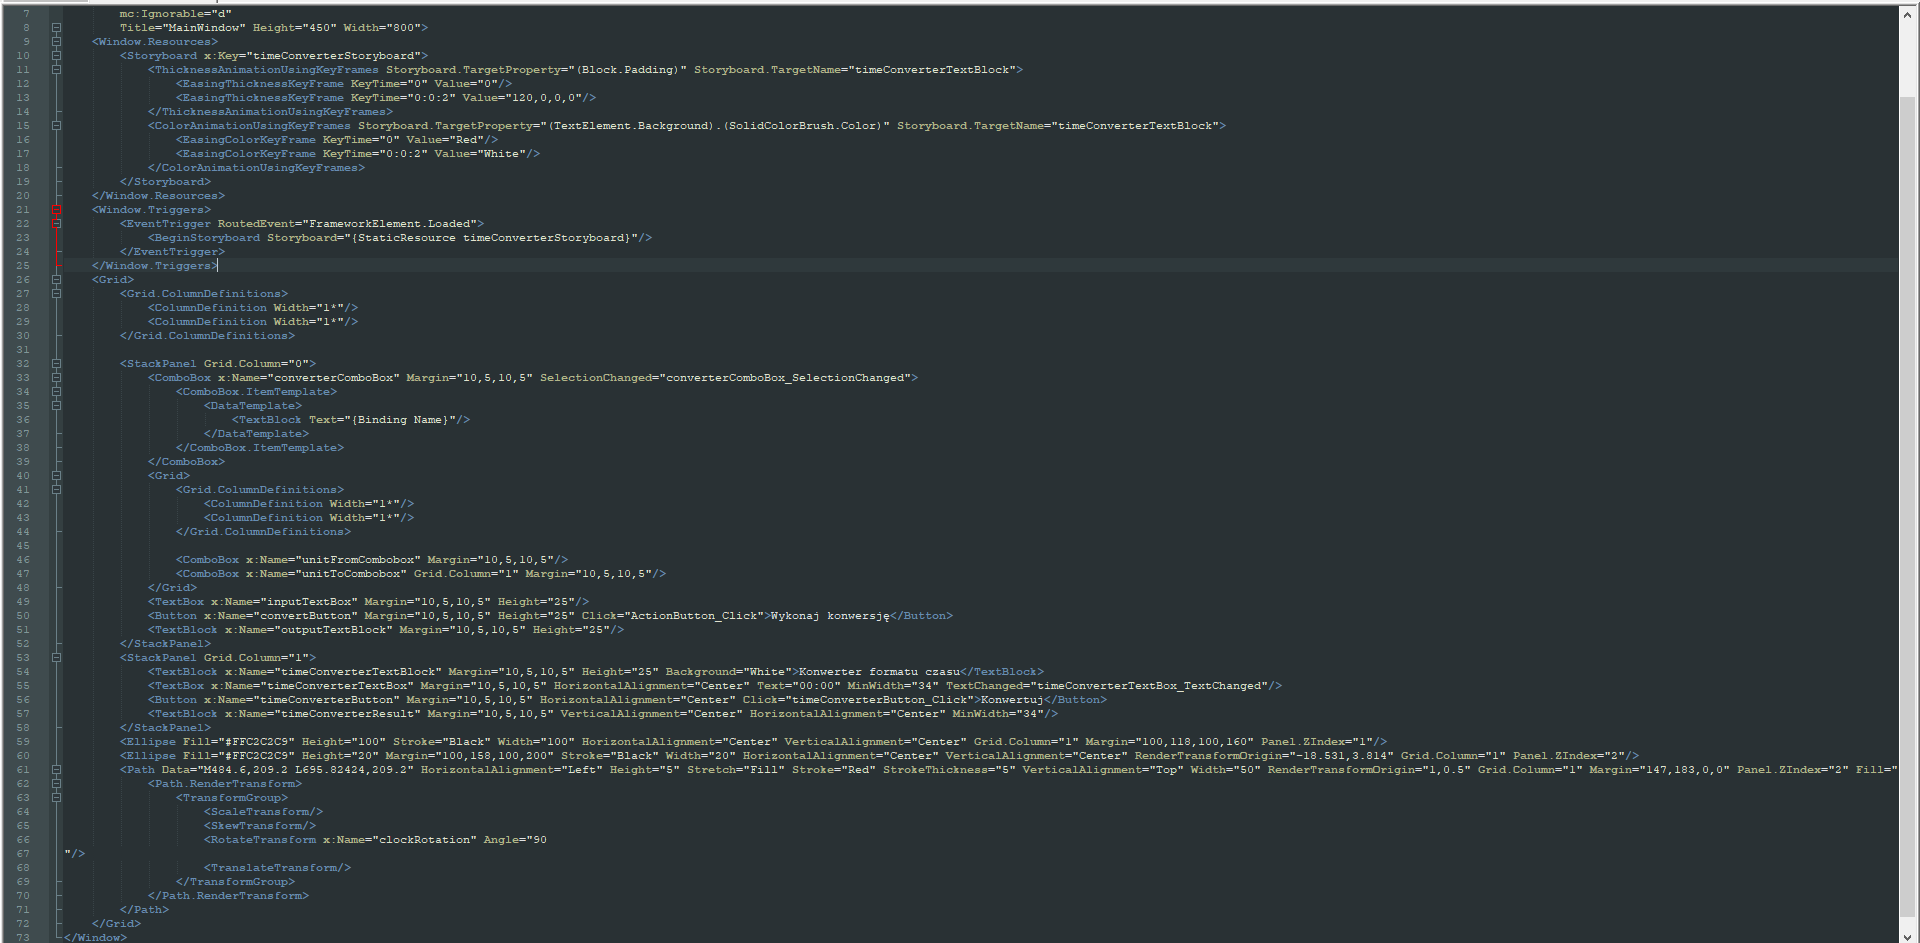 7 mc:Ignorable="d"
8 Title="MainWindow" Height="450" Width="800">
9 <Window.Resources>
10 <Storyboard x:Key="timeConverterStoryboard">
11 <ThicknessAnimationUsingKeyFrames Storyboard.TargetProperty="(Block.Padding)" Storyboard.TargetName="timeConverterTextBlock">
12 <EasingThicknessKeyFrame KeyTime="0" Value="0"/>
13 <EasingThicknessKeyFrame KeyTime="0:0:2" Value="120,0,0,0"/>
14 </ThicknessAnimationUsingKeyFrames>
15 <ColorAnimationUsingKeyFrames Storyboard.TargetProperty="(TextElement.Background).(SolidColorBrush.Color)" Storyboard.TargetName="timeConverterTextBlock">
16 <EasingColorKeyFrame KeyTime="0" Value="Red"/>
17 <EasingColorKeyFrame KeyTime="0:0:2" Value="White"/>
18 </ColorAnimationUsingKeyFrames>
19 </Storyboard>
20 </Window.Resources>
21 <Window.Triggers>
22 <EventTrigger RoutedEvent="FrameworkElement.Loaded">
23 <BeginStoryboard Storyboard="{StaticResource timeConverterStoryboard}"/>
24 </EventTrigger>
25 </Window.Triggers>
26 <Grid>
27 <Grid.ColumnDefinitions>
28 <ColumnDefinition Width="1*"/>
29 <ColumnDefinition Width="1*"/>
30 </Grid.ColumnDefinitions>
31
32 <StackPanel Grid.Column="0">
33 <ComboBox x:Name="converterComboBox" Margin="10,5,10,5" SelectionChanged="converterComboBox_SelectionChanged">
34 <ComboBox.ItemTemplate>
35 <DataTemplate>
36 <TextBlock Text="{Binding Name}"/>
37 </DataTemplate>
38 </ComboBox.ItemTemplate>
39 </ComboBox>
40 <Grid>
41 <Grid.ColumnDefinitions>
42 <ColumnDefinition Width="1*"/>
43 <ColumnDefinition Width="1*"/>
44 </Grid.ColumnDefinitions>
45
46 <ComboBox x:Name="unitFromCombobox" Margin="10,5,10,5"/>
47 <ComboBox x:Name="unitToCombobox" Grid.Column="1" Margin="10,5,10,5"/>
48 </Grid>
49 <TextBox x:Name="inputTextBox" Margin="10,5,10,5" Height="25"/>
50 <Button x:Name="convertButton" Margin="10,5,10,5" Height="25" Click="ActionButton_Click">Wykonaj konwersję</Button>
51 <TextBlock x:Name="outputTextBlock" Margin="10,5,10,5" Height="25"/>
52 </StackPanel>
53 <StackPanel Grid.Column="1">
54 <TextBlock x:Name="timeConverterTextBlock" Margin="10,5,10,5" Height="25" Background="White">Konwerter formatu czasu</TextBlock>
55 <TextBox x:Name="timeConverterTextBox" Margin="10,5,10,5" HorizontalAlignment="Center" Text="00:00" MinWidth="34" TextChanged="timeConverterTextBox_TextChanged"/>
56 <Button x:Name="timeConverterButton" Margin="10,5,10,5" HorizontalAlignment="Center" Click="timeConverterButton_Click">Konwertuj</Button>
57 <TextBlock x:Name="timeConverterResult" Margin="10,5,10,5" VerticalAlignment="Center" HorizontalAlignment="Center" MinWidth="34"/>
58 </StackPanel>
59 <Ellipse Fill="#FFC2C2C9" Height="100" Stroke="Black" Width="100" HorizontalAlignment="Center" VerticalAlignment="Center" Grid.Column="1" Margin="100,118,100,160" Panel.ZIndex="1"/>
60 <Ellipse Fill="#FFC2C2C9" Height="20" Margin="100,158,100,200" Stroke="Black" Width="20" HorizontalAlignment="Center" VerticalAlignment="Center" RenderTransformOrigin="-18.531,3.814" Grid.Column="1" Panel.ZIndex="2"/>
61 <Path Data="M484.6,209.2 L695.82424,209.2" HorizontalAlignment="Left" Height="5" Stretch="Fill" Stroke="Red" StrokeThickness="5" VerticalAlignment="Top" Width="50" RenderTransformOrigin="1,0.5" Grid.Column="1" Margin="147,183,0,0" Panel.ZIndex="2" Fill="
62 <Path.RenderTransform>
63 <TransformGroup>
64 <ScaleTransform/>
65 <SkewTransform/>
66 <RotateTransform x:Name="clockRotation" Angle="90
67 "/>
68 <TranslateTransform/>
69 </TransformGroup>
70 </Path.RenderTransform>
71 </Path>
72 </Grid>
73 </Window>